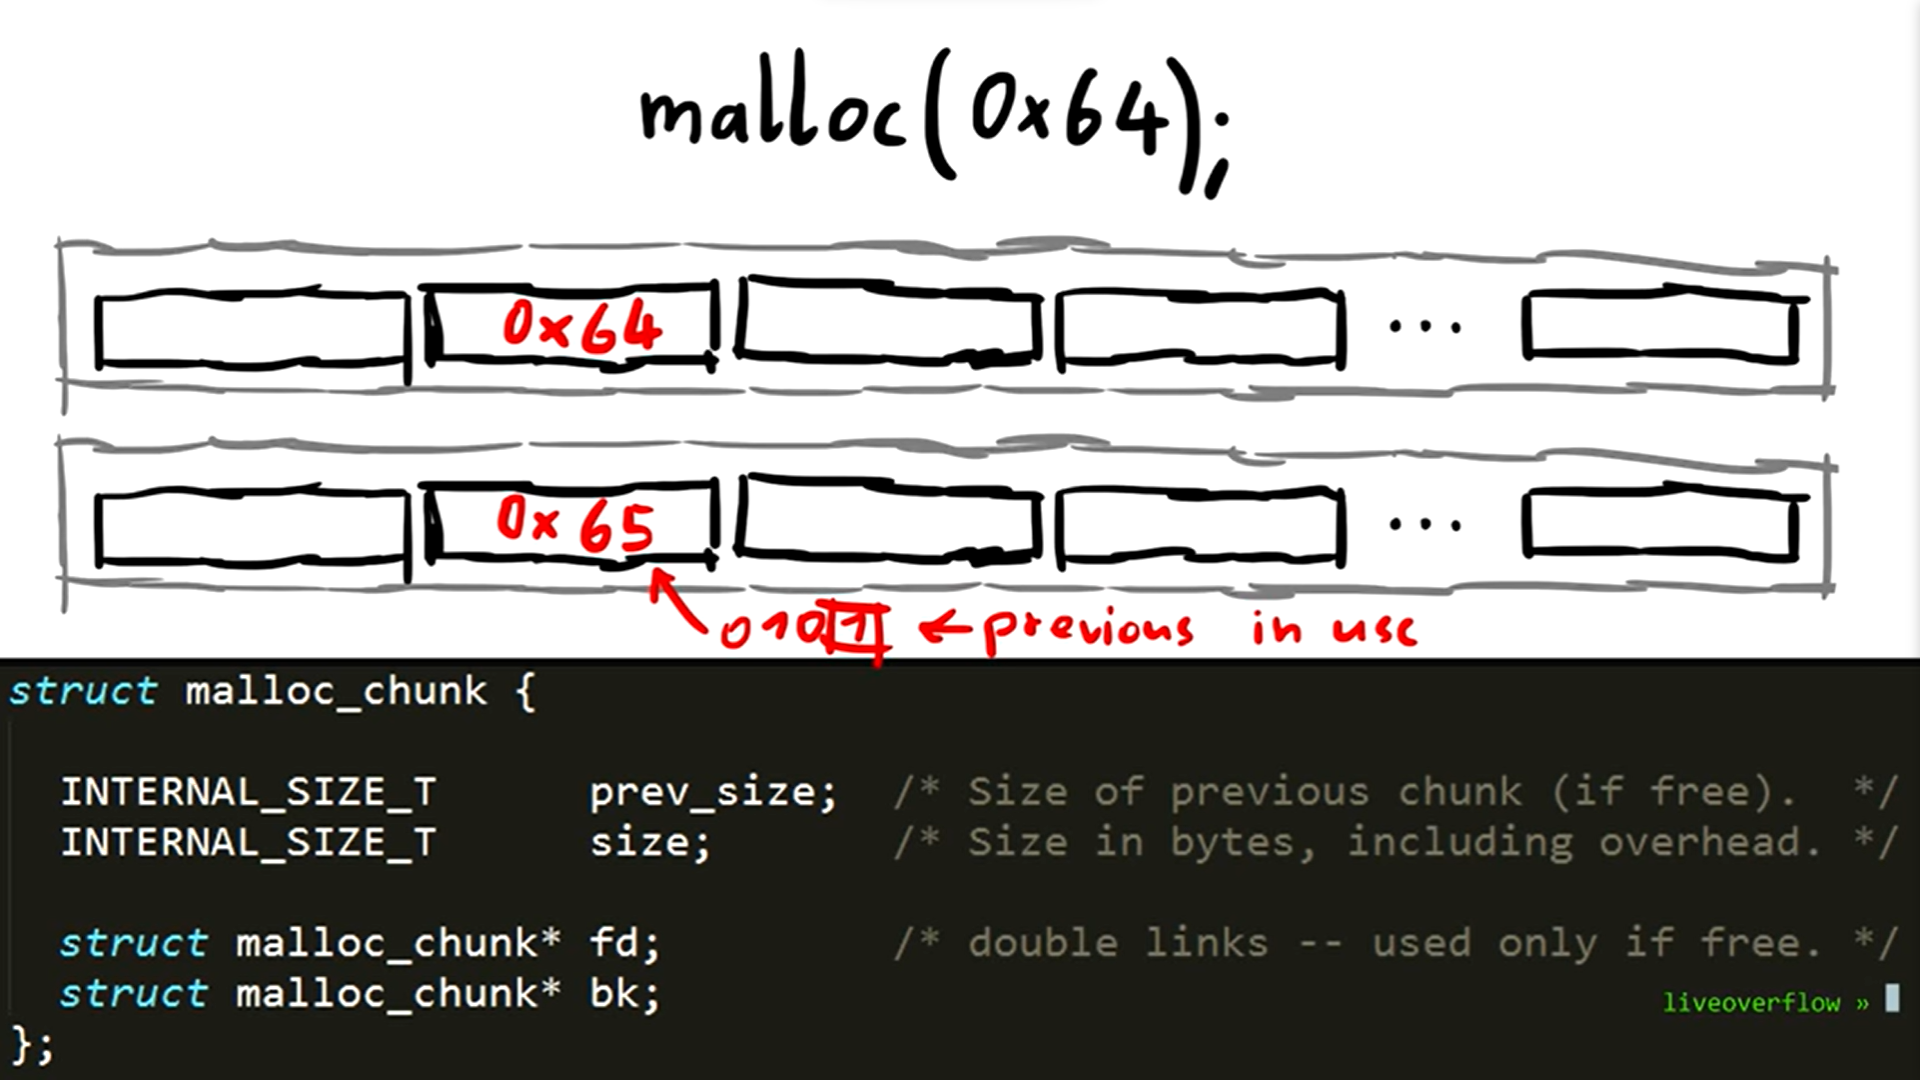 malloc(0x64);
0x64 ...
0x65 ...
0101 ← previous in use
struct malloc_chunk {
INTERNAL_SIZE_T prev_size; /* Size of previous chunk (if free). */
INTERNAL_SIZE_T size; /* Size in bytes, including overhead. */
struct malloc_chunk* fd; /* double links -- used only if free. */
struct malloc_chunk* bk;
liveoverflow »
};